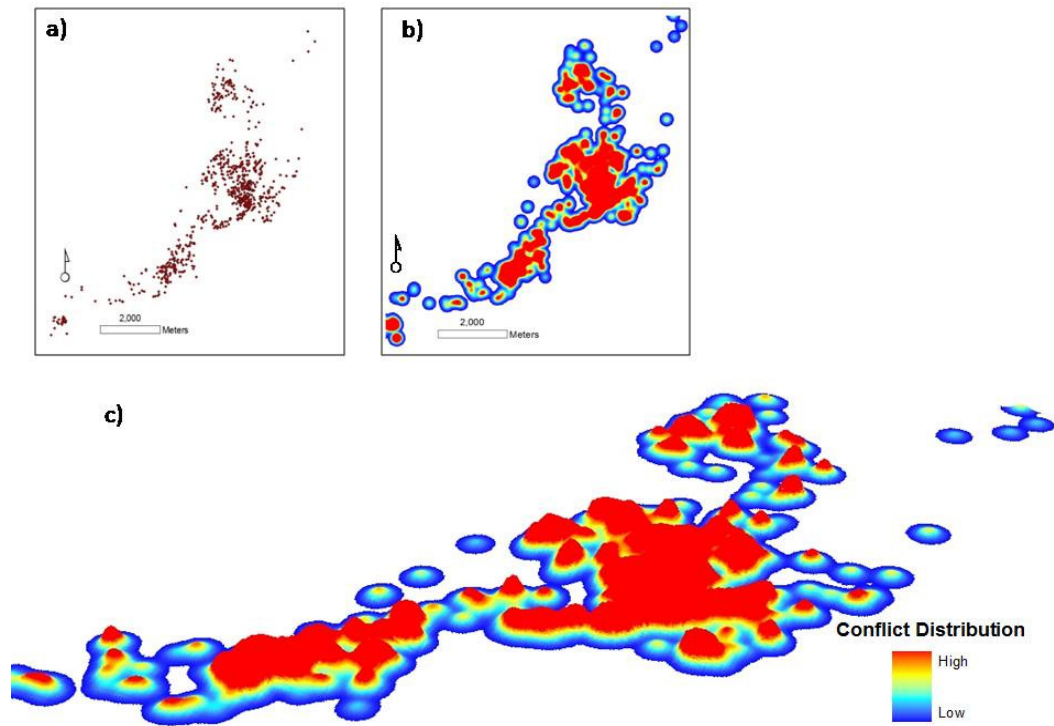 a)
b)
2,000
Meters
2,000
Meters
c)
Conflict Distribution
High
Low